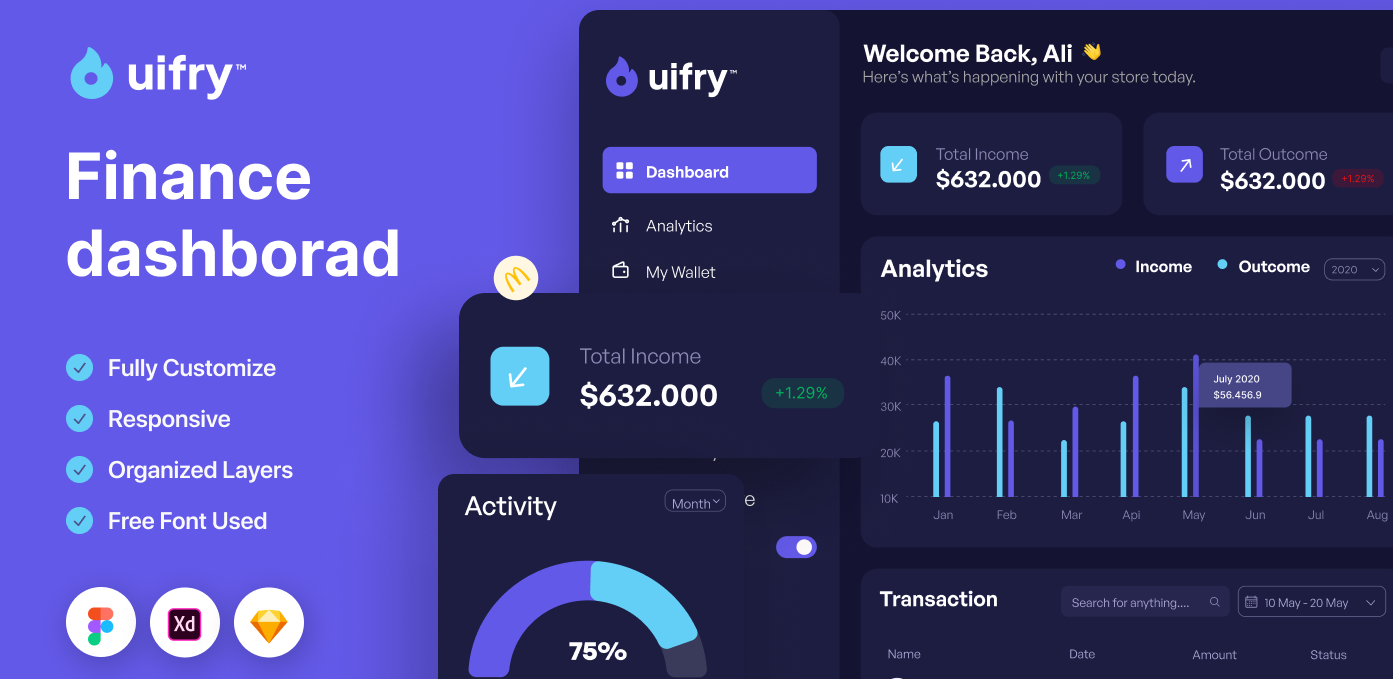 uifry™
Finance
dashborad
Fully Customize
Responsive
Organized Layers
Free Font Used
Xd
uifry™
Dashboard
Analytics
My Wallet
Total Income
$632.000
+1.29%
Activity
Month
75%
Welcome Back, Ali 👋
Here's what's happening with your store today.
Total Income
$632.000
+1.29%
Total Outcome
$632.000
+1.29%
Analytics
Income
Outcome
2020
50K
40K
30K
20K
10K
July 2020
$56.456.9
Jan
Feb
Mar
Api
May
Jun
Jul
Aug
Transaction
Search for anything....
10 May - 20 May
Name
Date
Amount
Status